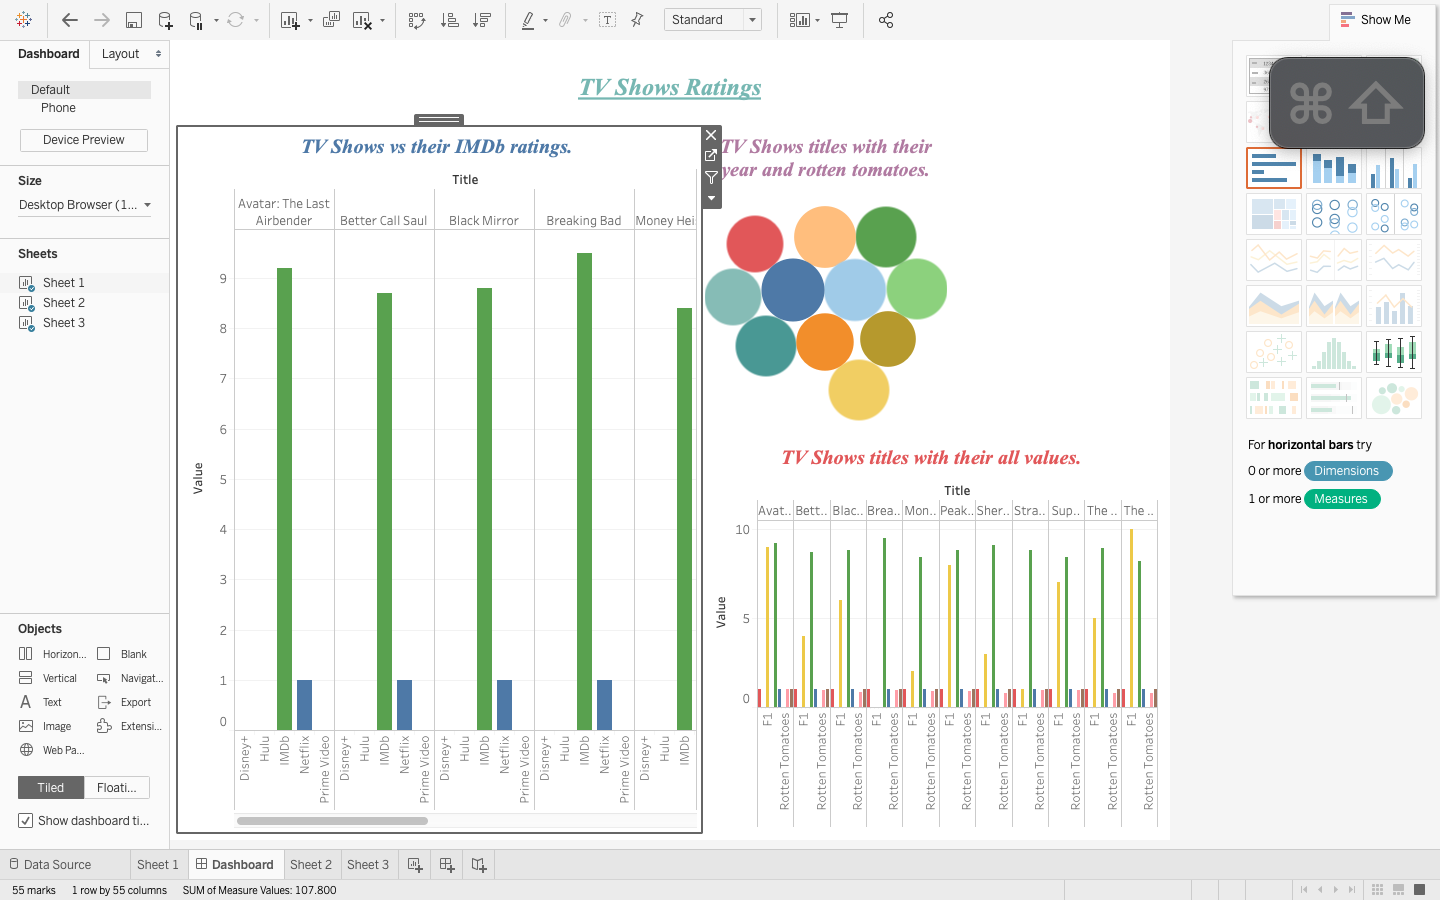 Standard
Show Me
Dashboard
Layout
Default
Phone
Device Preview
Size
Desktop Browser (1...
Sheets
Sheet 1
Sheet 2
Sheet 3
Objects
Horizon...
Blank
Vertical
Navigat...
Text
Export
Image
Extensi...
Web Pa...
Tiled
Floati...
Show dashboard ti...
TV Shows Ratings
TV Shows vs their IMDb ratings.
Title
Avatar: The Last
Airbender
Better Call Saul
Black Mirror
Breaking Bad
Money Hei
Value
9
8
7
6
5
4
3
2
1
0
Disney+
Hulu
IMDb
Netflix
Prime Video
Disney+
Hulu
IMDb
Netflix
Prime Video
Disney+
Hulu
IMDb
Netflix
Prime Video
Disney+
Hulu
IMDb
Netflix
Prime Video
Disney+
Hulu
IMDb
TV Shows titles with their
year and rotten tomatoes.
TV Shows titles with their all values.
Title
Avat..
Bett..
Blac..
Brea..
Mon..
Peak..
Sher..
Stra..
Sup..
The ..
The ..
Value
10
5
0
F1
Rotten Tomatoes
F1
Rotten Tomatoes
F1
Rotten Tomatoes
F1
Rotten Tomatoes
F1
Rotten Tomatoes
F1
Rotten Tomatoes
F1
Rotten Tomatoes
F1
Rotten Tomatoes
F1
Rotten Tomatoes
F1
Rotten Tomatoes
F1
Rotten Tomatoes
For horizontal bars try
0 or more Dimensions
1 or more Measures
Data Source
Sheet 1
Dashboard
Sheet 2
Sheet 3
55 marks
1 row by 55 columns
SUM of Measure Values: 107.800